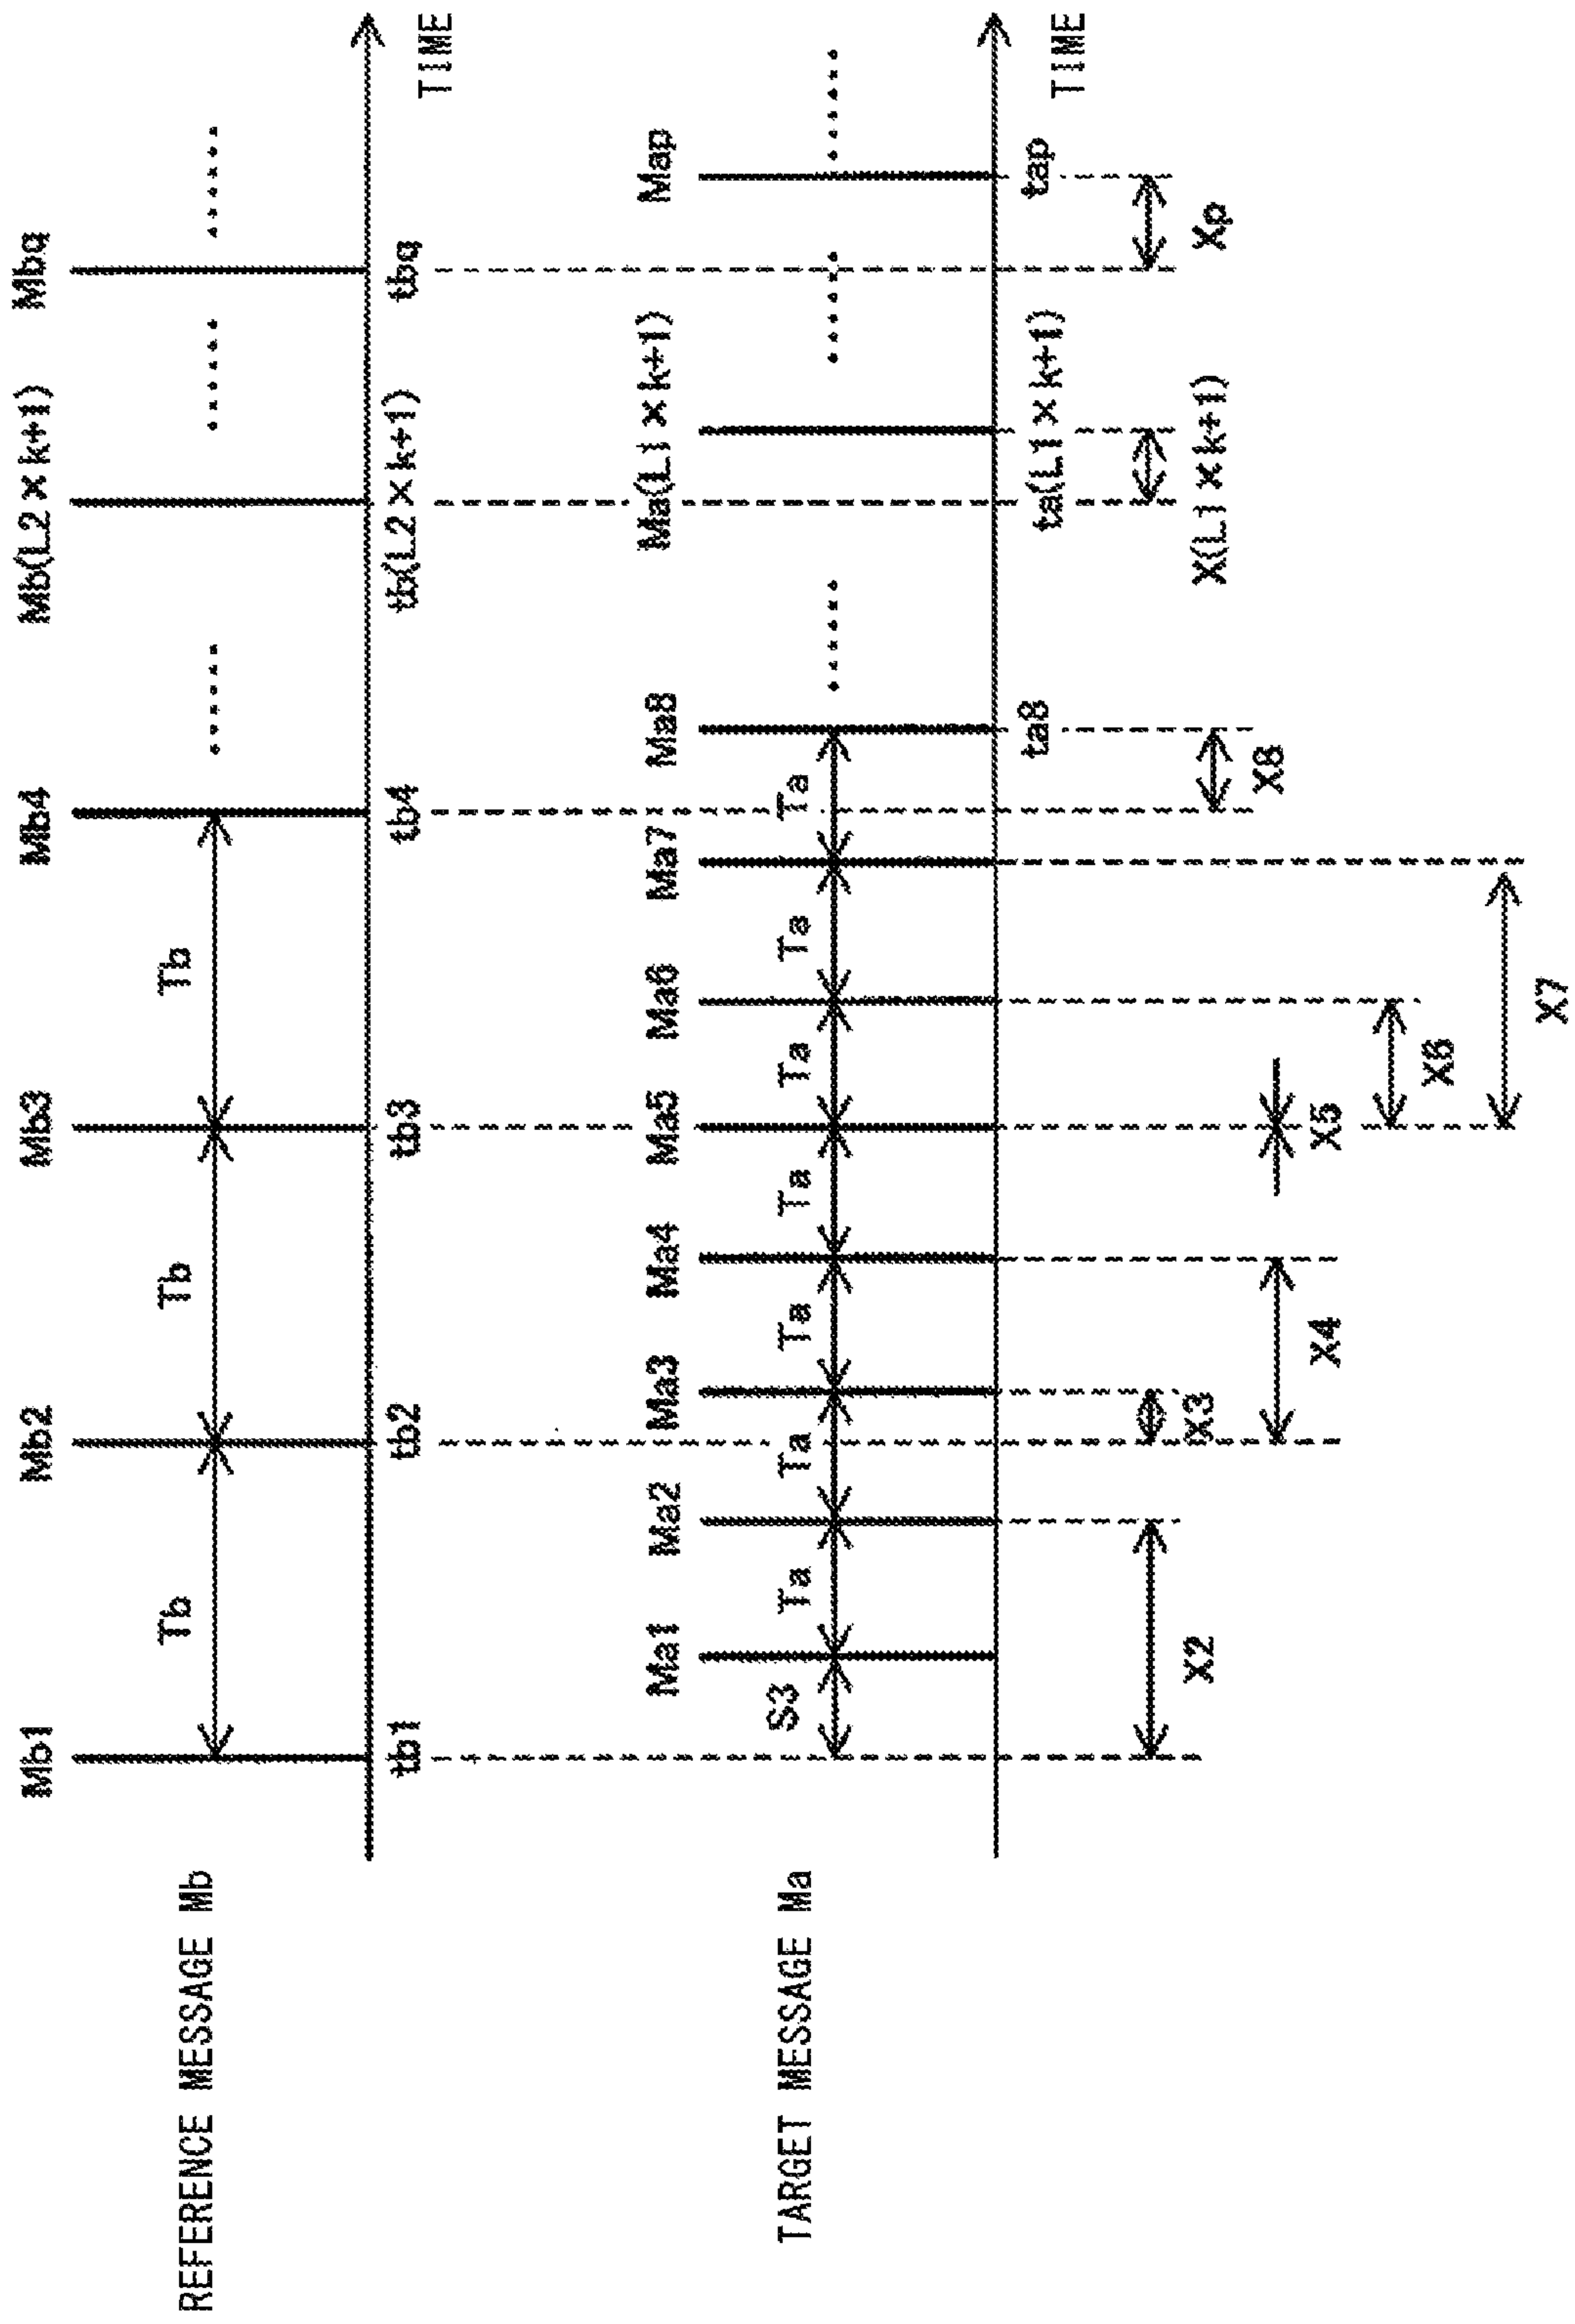 Mb1 Mb2 Mb3 Mb4 Mb(L2×k+1) Mbq
REFERENCE MESSAGE Mb
Tb Tb Tb
tb1 tb2 tb3 tb4 tb(L2×k+1) tbq
TIME
Ma1 Ma2 Ma3 Ma4 Ma5 Ma6 Ma7 Ma8 Ma(L1×k+1) Map
TARGET MESSAGE Ma
S3 Ta Ta Ta Ta Ta Ta Ta
ta8 ta(L1×k+1) tap
TIME
X2 X3 X(L1×k+1) Xp
X8
X4 X5
X6
X7